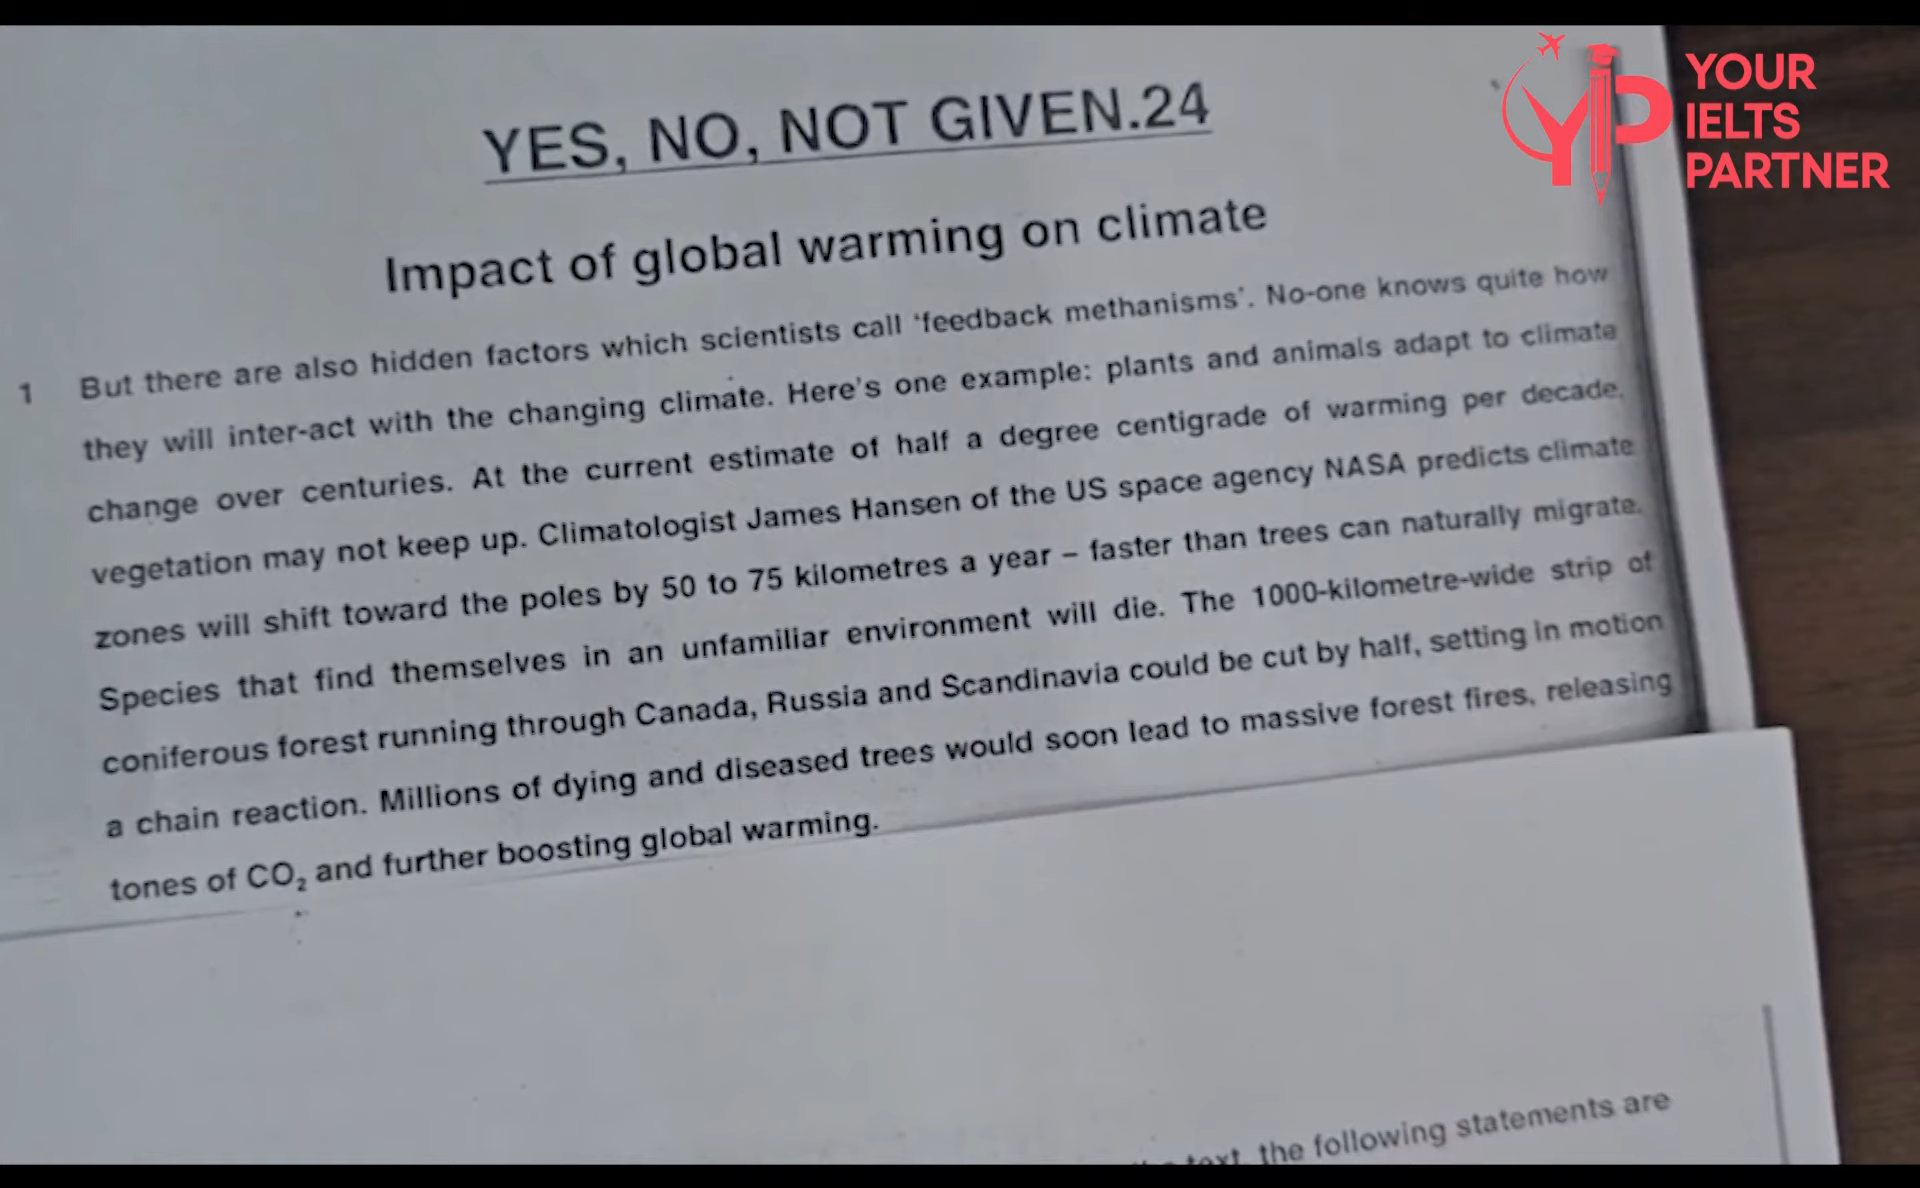 YOUR
IELTS
PARTNER
YES, NO, NOT GIVEN.24
Impact of global warming on climate
1 But there are also hidden factors which scientists call ‘feedback methanisms’. No-one knows quite how
they will inter-act with the changing climate. Here’s one example: plants and animals adapt to climate
change over centuries. At the current estimate of half a degree centigrade of warming per decade,
vegetation may not keep up. Climatologist James Hansen of the US space agency NASA predicts climate
zones will shift toward the poles by 50 to 75 kilometres a year – faster than trees can naturally migrate.
Species that find themselves in an unfamiliar environment will die. The 1000-kilometre-wide strip of
coniferous forest running through Canada, Russia and Scandinavia could be cut by half, setting in motion
a chain reaction. Millions of dying and diseased trees would soon lead to massive forest fires, releasing
tones of CO₂ and further boosting global warming.
text, the following statements are